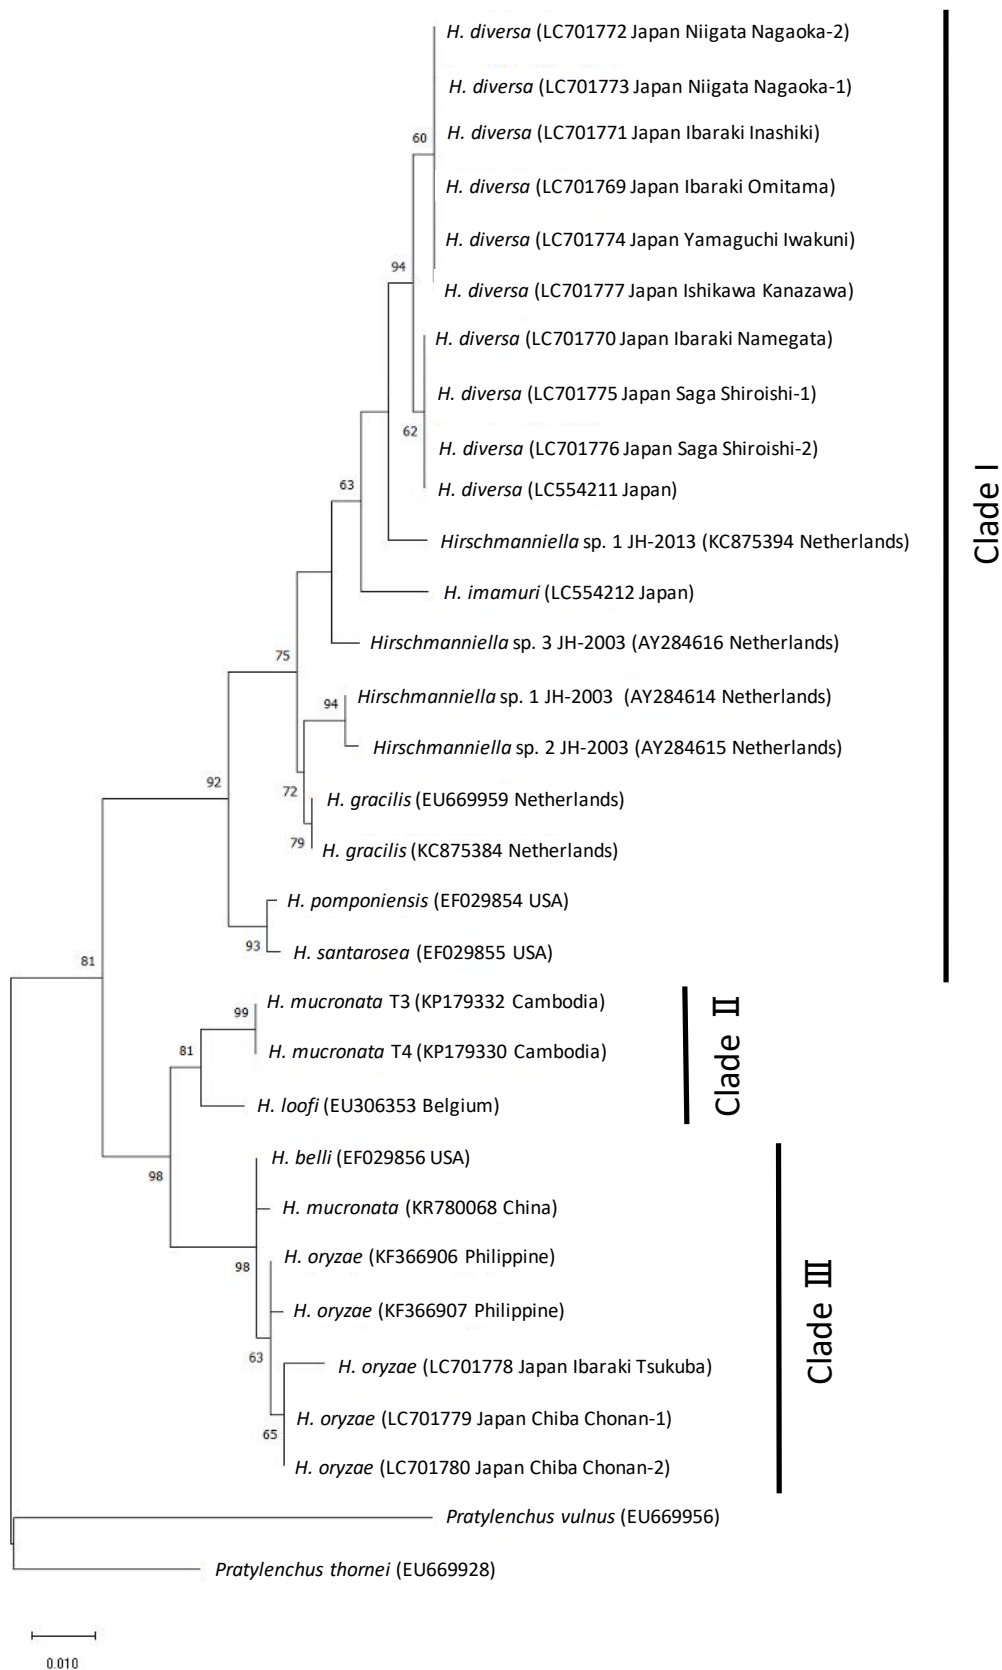 H. diversa (LC701772 Japan Niigata Nagaoka-2)
H. diversa (LC701773 Japan Niigata Nagaoka-1)
60
H. diversa (LC701771 Japan Ibaraki Inashiki)
H. diversa (LC701769 Japan Ibaraki Omitama)
H. diversa (LC701774 Japan Yamaguchi Iwakuni)
94
H. diversa (LC701777 Japan Ishikawa Kanazawa)
H. diversa (LC701770 Japan Ibaraki Namegata)
H. diversa (LC701775 Japan Saga Shiroishi-1)
62
H. diversa (LC701776 Japan Saga Shiroishi-2)
63
H. diversa (LC554211 Japan)
Clade I
Hirschmanniella sp. 1 JH-2013 (KC875394 Netherlands)
H. imamuri (LC554212 Japan)
Hirschmanniella sp. 3 JH-2003 (AY284616 Netherlands)
75
94
Hirschmanniella sp. 1 JH-2003 (AY284614 Netherlands)
Hirschmanniella sp. 2 JH-2003 (AY284615 Netherlands)
92
72
H. gracilis (EU669959 Netherlands)
79
H. gracilis (KC875384 Netherlands)
H. pomponiensis (EF029854 USA)
93
H. santarosea (EF029855 USA)
81
H. mucronata T3 (KP179332 Cambodia)
99
81
H. mucronata T4 (KP179330 Cambodia)
Clade II
H. loofi (EU306353 Belgium)
98
H. belli (EF029856 USA)
H. mucronata (KR780068 China)
H. oryzae (KF366906 Philippine)
98
H. oryzae (KF366907 Philippine)
Clade III
63
H. oryzae (LC701778 Japan Ibaraki Tsukuba)
H. oryzae (LC701779 Japan Chiba Chonan-1)
65
H. oryzae (LC701780 Japan Chiba Chonan-2)
Pratylenchus vulnus (EU669956)
Pratylenchus thornei (EU669928)
0.010